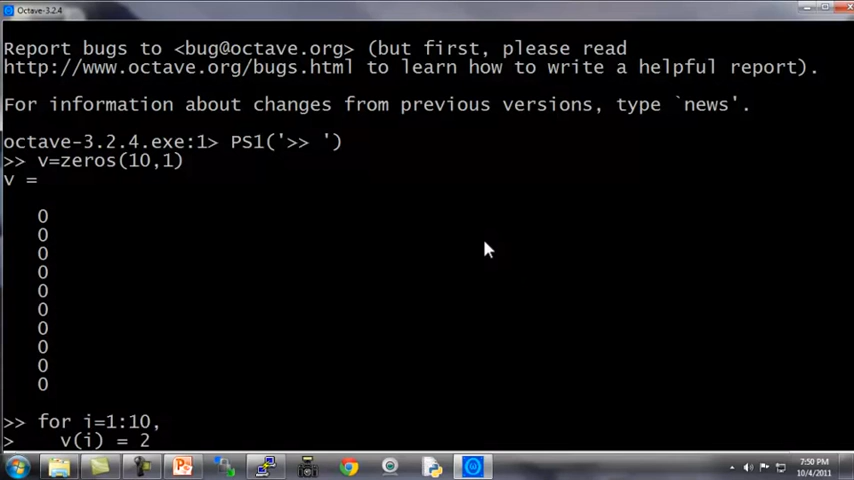 Octave-3.2.4
Report bugs to <bug@octave.org> (but first, please read
http://www.octave.org/bugs.html to learn how to write a helpful report).
For information about changes from previous versions, type `news'.
octave-3.2.4.exe:1> PS1('>> ')
>> v=zeros(10,1)
v =
0
0
0
0
0
0
0
0
0
0
>> for i=1:10,
>    v(i) = 2
7:50 PM
10/4/2011